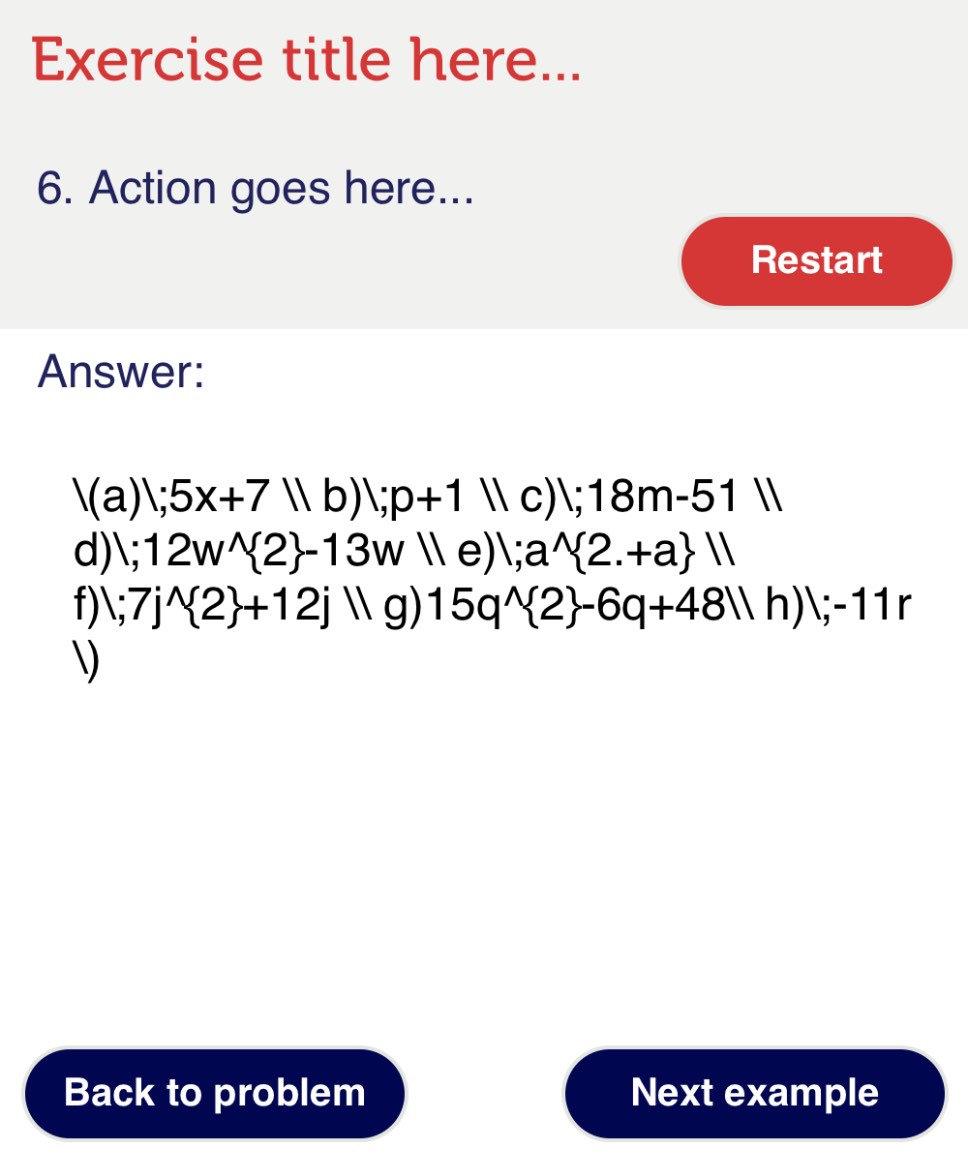 Exercise title here...
6. Action goes here...
Restart
Answer:
\(a)\;5x+7 \\ b)\;p+1 \\ c)\;18m-51 \\
d)\;12w^{2}-13w \\ e)\;a^{2.+a} \\
f)\;7j^{2}+12j \\ g)15q^{2}-6q+48\\ h)\;-11r
\)
Back to problem
Next example